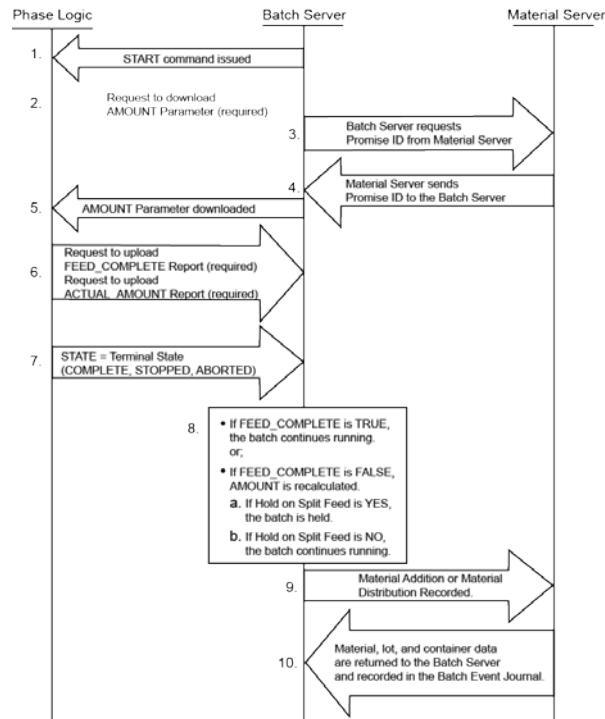 Phase Logic Batch Server Material Server
1. START command issued
2. Request to download
AMOUNT Parameter (required)
3. Batch Server requests
Promise ID from Material Server
4. Material Server sends
Promise ID to the Batch Server
5. AMOUNT Parameter downloaded
6. Request to upload
FEED_COMPLETE Report (required)
Request to upload
ACTUAL_AMOUNT Report (required)
7. STATE = Terminal State
(COMPLETE, STOPPED, ABORTED)
8. • If FEED_COMPLETE is TRUE,
the batch continues running.
or;
• If FEED_COMPLETE is FALSE,
AMOUNT is recalculated.
a. If Hold on Split Feed is YES,
the batch is held.
b. If Hold on Split Feed is NO,
the batch continues running.
9. Material Addition or Material
Distribution Recorded.
10. Material, lot, and container data
are returned to the Batch Server
and recorded in the Batch Event Journal.